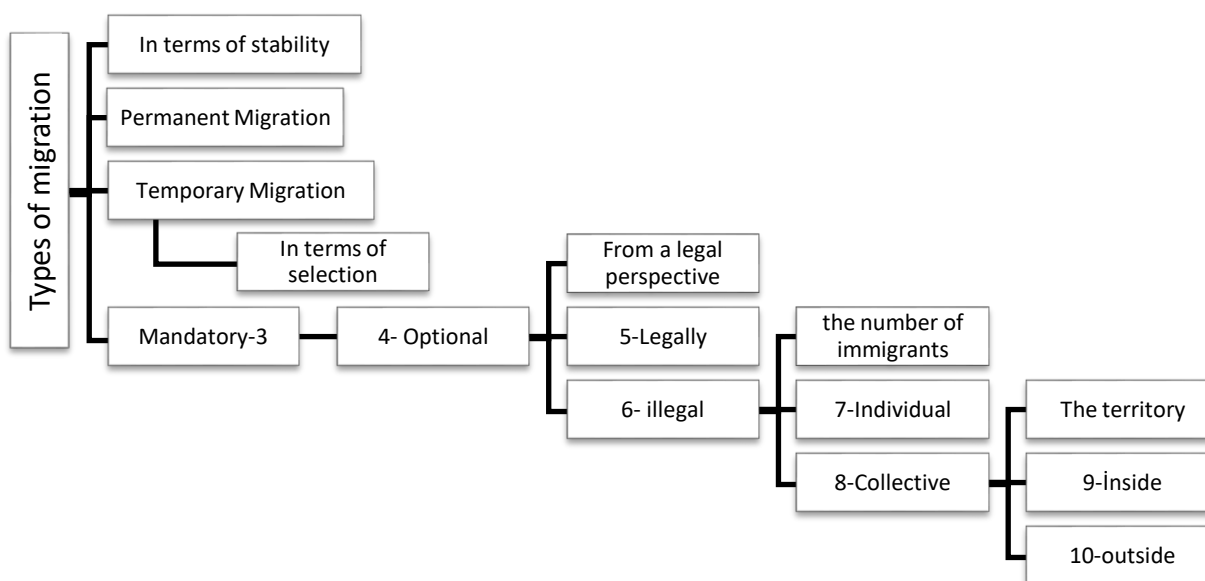 Types of migration
In terms of stability
Permanent Migration
Temporary Migration
In terms of
selection
Mandatory-3
4- Optional
From a legal
perspective
5-Legally
6- illegal
the number of
immigrants
7-Individual
8-Collective
The territory
9-İnside
10-outside